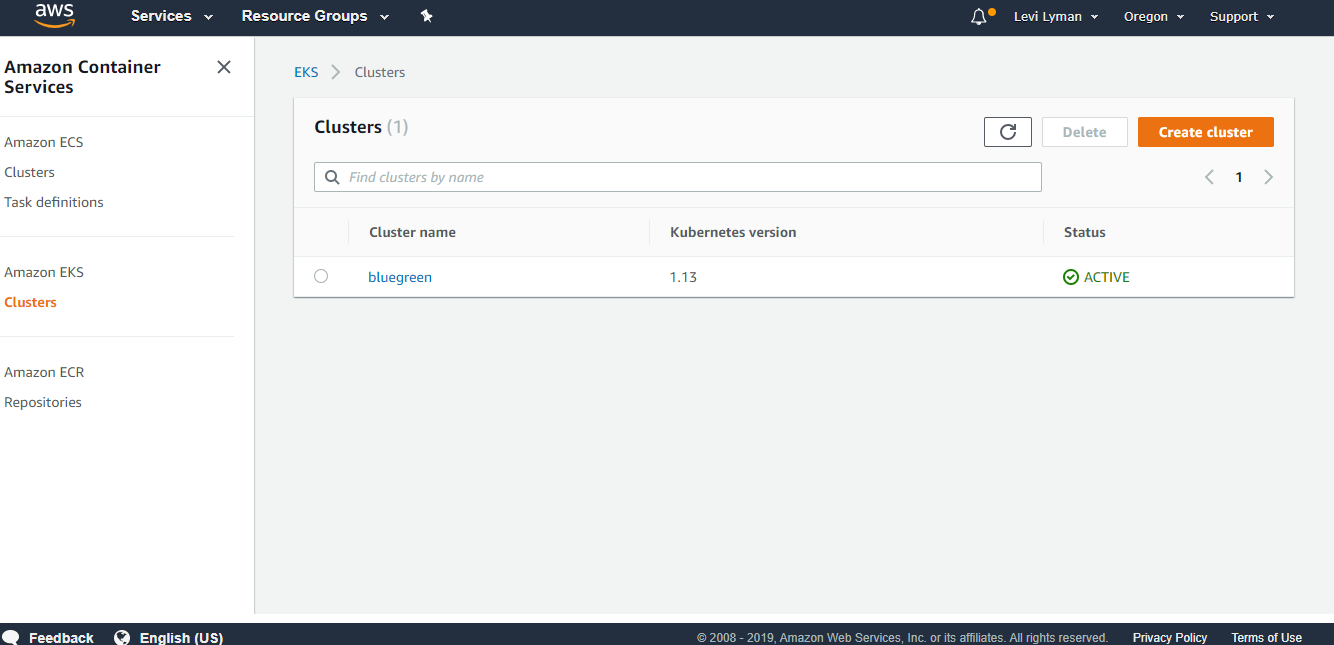 aws Services Resource Groups Levi Lyman Oregon Support
Amazon Container
Services
Amazon ECS
Clusters
Task definitions
Amazon EKS
Clusters
Amazon ECR
Repositories
EKS Clusters
Clusters (1)
Delete Create cluster
Find clusters by name
1
Cluster name Kubernetes version Status
bluegreen 1.13 ACTIVE
Feedback English (US) © 2008 - 2019, Amazon Web Services, Inc. or its affiliates. All rights reserved. Privacy Policy Terms of Use